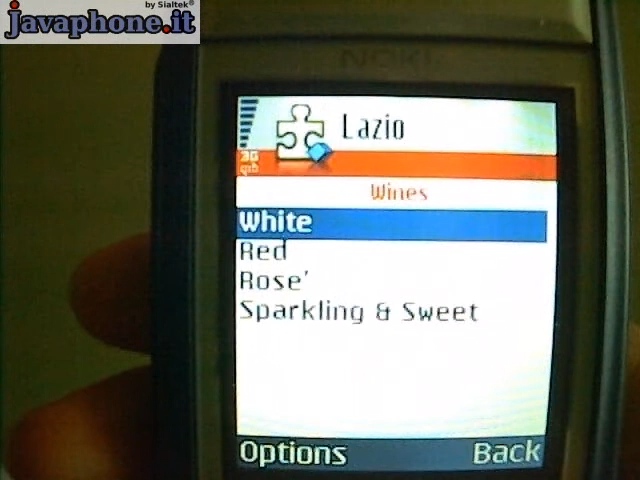 by Sialtek®
Javaphone.it
NOKIA
Lazio
3G
Wines
White
Red
Rose'
Sparkling & Sweet
Options
Back